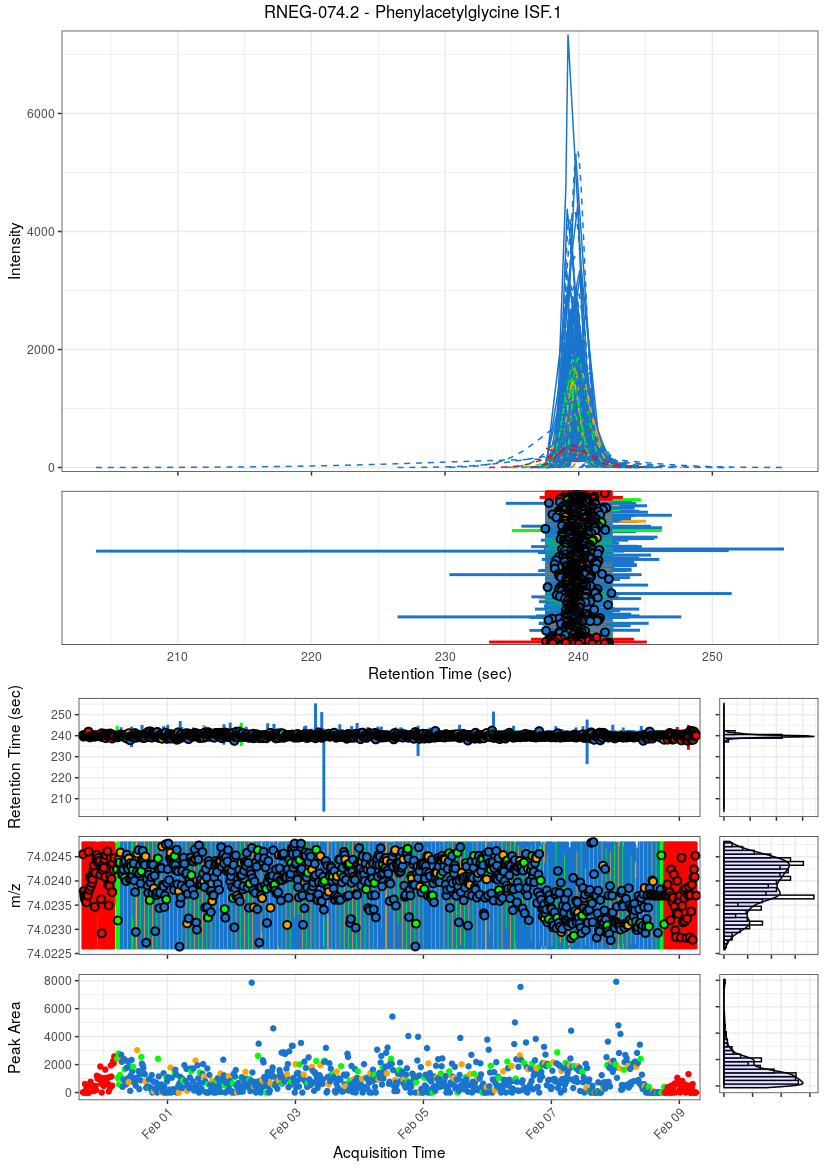 RNEG-074.2 - Phenylacetylglycine ISF.1
6000
4000
2000
0
Intensity
210
220
230
240
250
Retention Time (sec)
250
240
230
220
210
Retention Time (sec)
74.0245
74.0240
74.0235
74.0230
74.0225
m/z
8000
6000
4000
2000
0
Peak Area
Feb 01
Feb 03
Feb 05
Feb 07
Feb 09
Acquisition Time